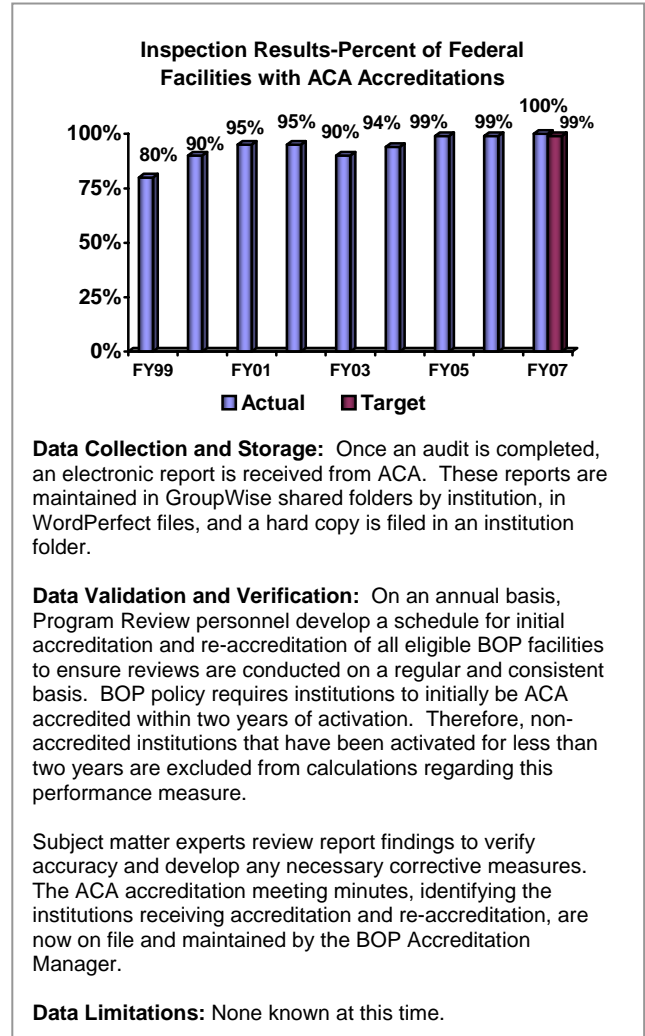 Inspection Results-Percent of Federal
Facilities with ACA Accreditations
80% 90% 95% 95% 90% 94% 99% 99% 100% 99%
100%
75%
50%
25%
0%
FY99 FY01 FY03 FY05 FY07
Actual Target
Data Collection and Storage: Once an audit is completed,
an electronic report is received from ACA. These reports are
maintained in GroupWise shared folders by institution, in
WordPerfect files, and a hard copy is filed in an institution
folder.
Data Validation and Verification: On an annual basis,
Program Review personnel develop a schedule for initial
accreditation and re-accreditation of all eligible BOP facilities
to ensure reviews are conducted on a regular and consistent
basis. BOP policy requires institutions to initially be ACA
accredited within two years of activation. Therefore, non-
accredited institutions that have been activated for less than
two years are excluded from calculations regarding this
performance measure.
Subject matter experts review report findings to verify
accuracy and develop any necessary corrective measures.
The ACA accreditation meeting minutes, identifying the
institutions receiving accreditation and re-accreditation, are
now on file and maintained by the BOP Accreditation
Manager.
Data Limitations: None known at this time.